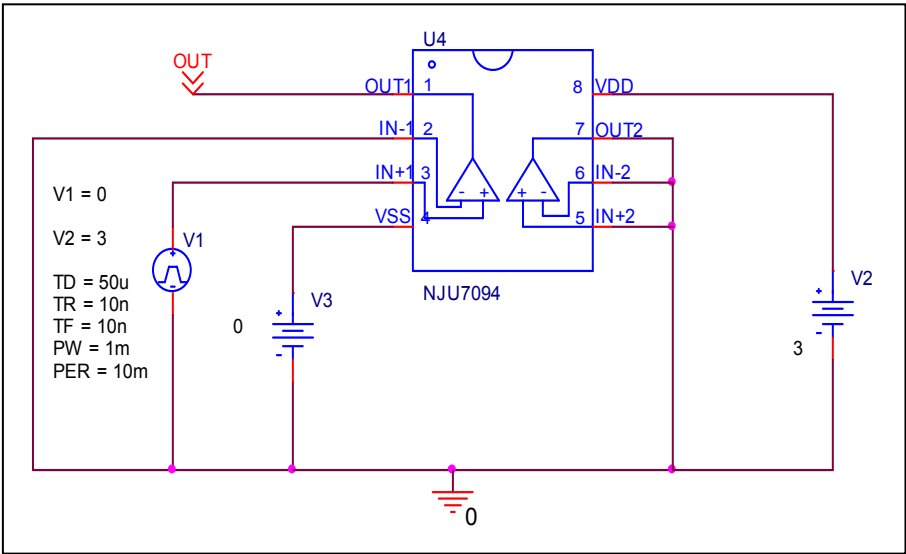 U4
OUT
OUT1 1
8 VDD
IN-1 2
7 OUT2
IN+1 3
6 IN-2
VSS 4
5 IN+2
- +
+ -
NJU7094
V1 = 0
V2 = 3
TD = 50u
TR = 10n
TF = 10n
PW = 1m
PER = 10m
V1
+
-
V3
+
-
0
V2
+
-
3
0